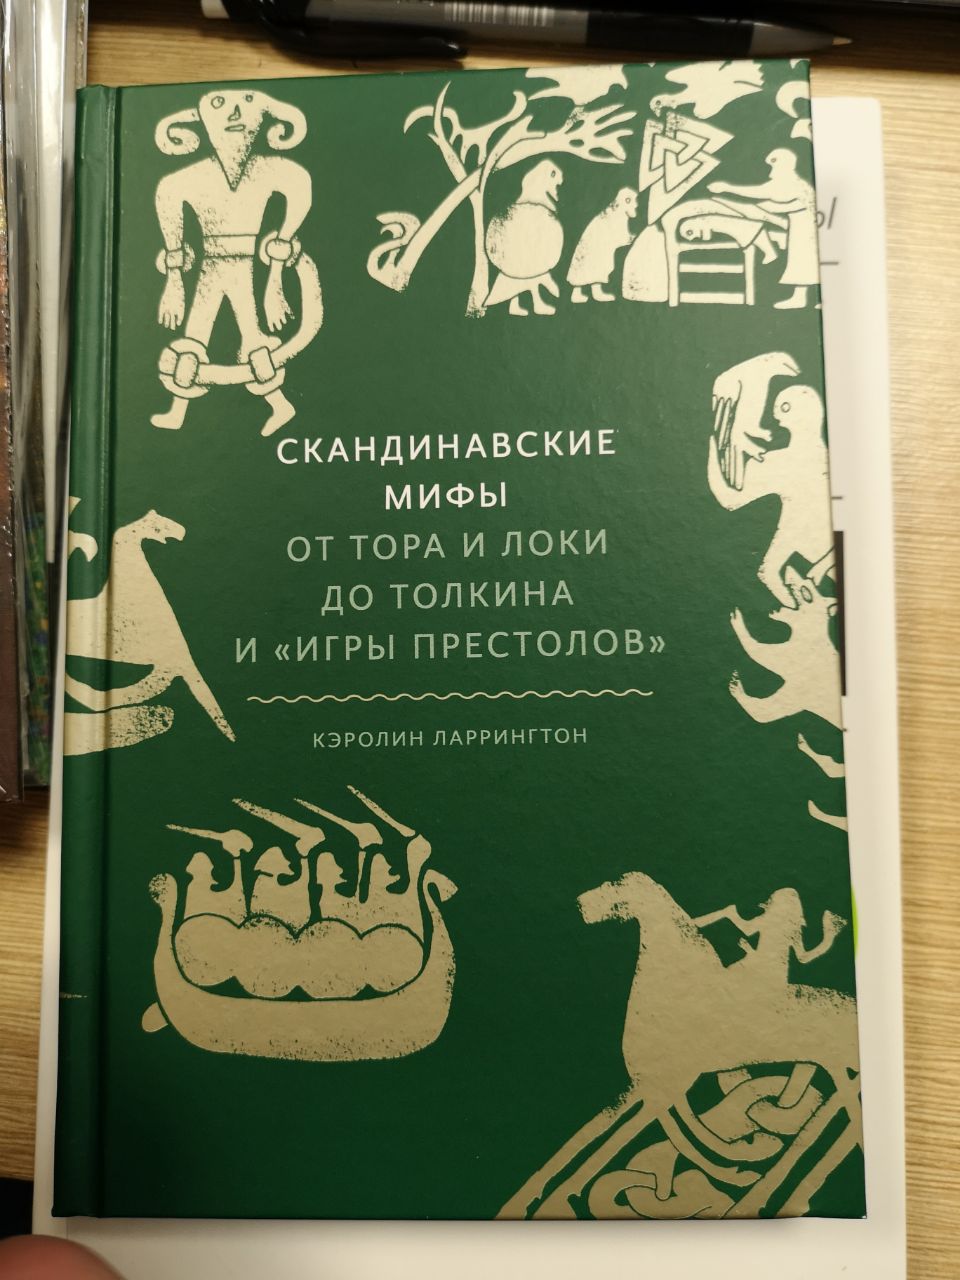 СКАНДИНАВСКИЕ
МИФЫ
ОТ ТОРА И ЛОКИ
ДО ТОЛКИНА
И «ИГРЫ ПРЕСТОЛОВ»
КЭРОЛИН ЛАРРИНГТОН